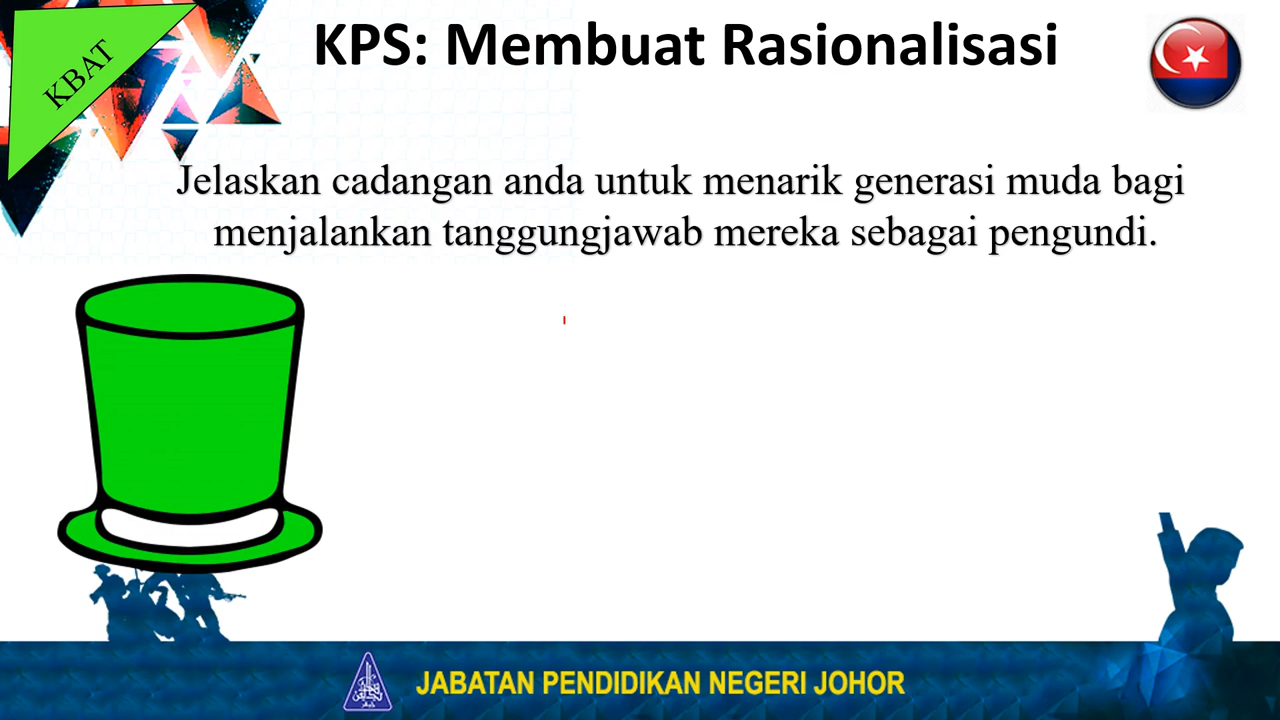 KBAT
KPS: Membuat Rasionalisasi
Jelaskan cadangan anda untuk menarik generasi muda bagi
menjalankan tanggungjawab mereka sebagai pengundi.
JABATAN PENDIDIKAN NEGERI JOHOR